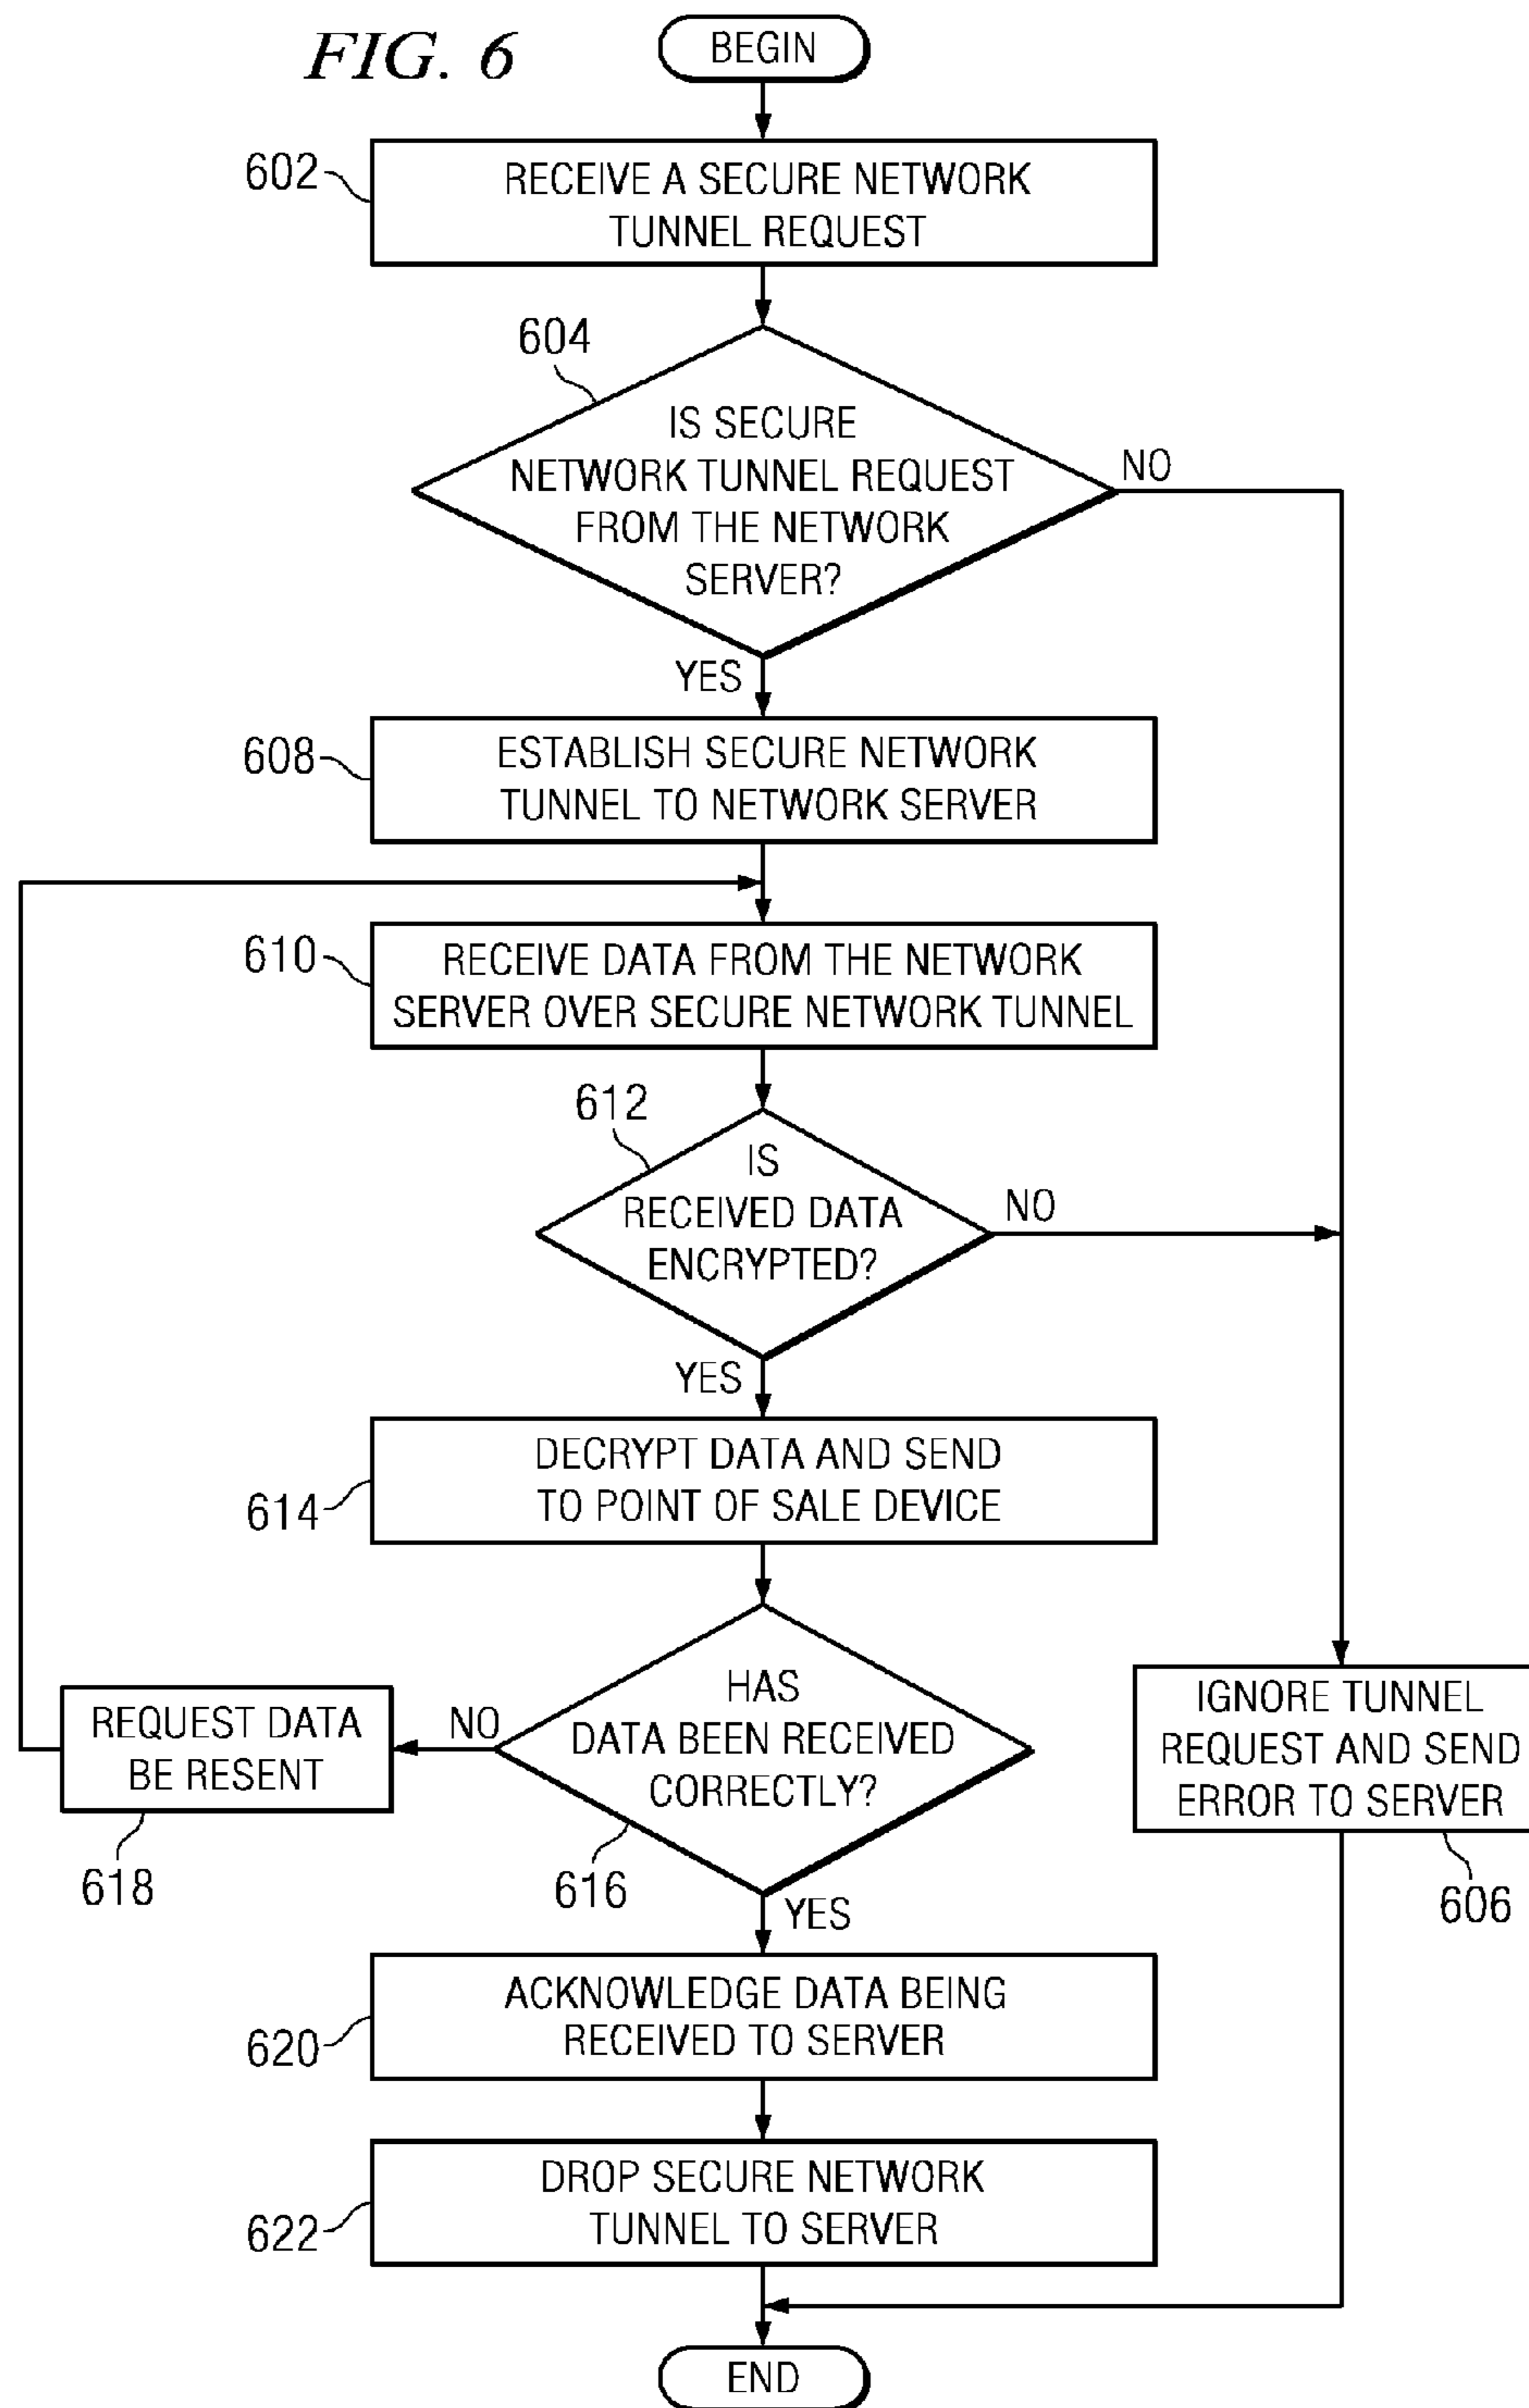 FIG. 6
BEGIN
602
RECEIVE A SECURE NETWORK
TUNNEL REQUEST
604
IS SECURE
NETWORK TUNNEL REQUEST
FROM THE NETWORK
SERVER?
NO
YES
608
ESTABLISH SECURE NETWORK
TUNNEL TO NETWORK SERVER
610
RECEIVE DATA FROM THE NETWORK
SERVER OVER SECURE NETWORK TUNNEL
612
IS
RECEIVED DATA
ENCRYPTED?
NO
YES
614
DECRYPT DATA AND SEND
TO POINT OF SALE DEVICE
HAS
DATA BEEN RECEIVED
CORRECTLY?
616
NO
REQUEST DATA
BE RESENT
618
IGNORE TUNNEL
REQUEST AND SEND
ERROR TO SERVER
606
YES
620
ACKNOWLEDGE DATA BEING
RECEIVED TO SERVER
622
DROP SECURE NETWORK
TUNNEL TO SERVER
END